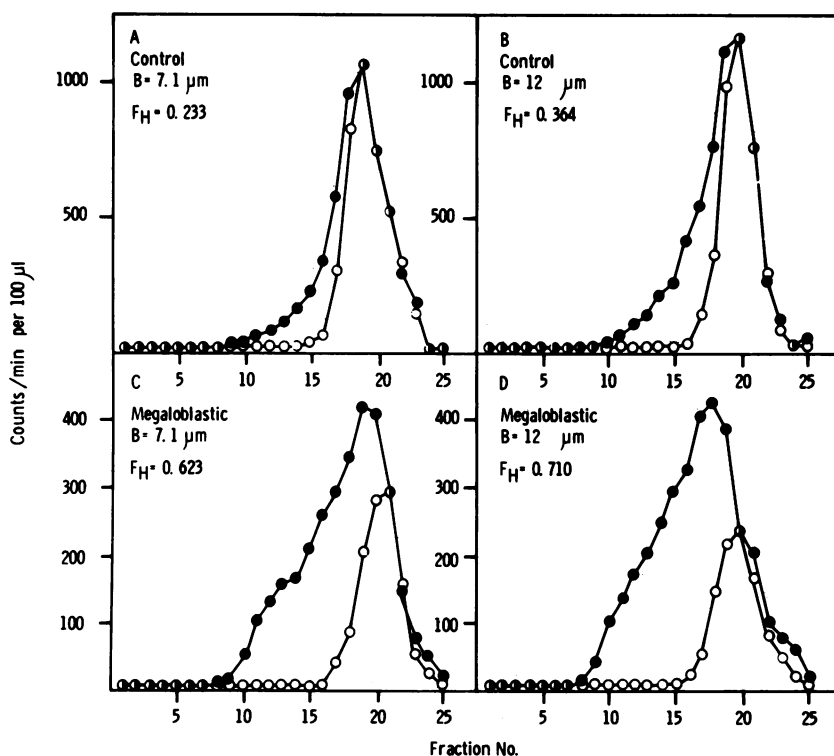 A
Control
B = 7.1 µm
F_H = 0.233
1000
500
5 10 15 20 25
B
Control
B = 12 µm
F_H = 0.364
1000
500
5 10 15 20 25
C
Megaloblastic
B = 7.1 µm
F_H = 0.623
400
300
200
100
5 10 15 20 25
D
Megaloblastic
B = 12 µm
F_H = 0.710
400
300
200
100
5 10 15 20 25
Counts/min per 100 µl
Fraction No.